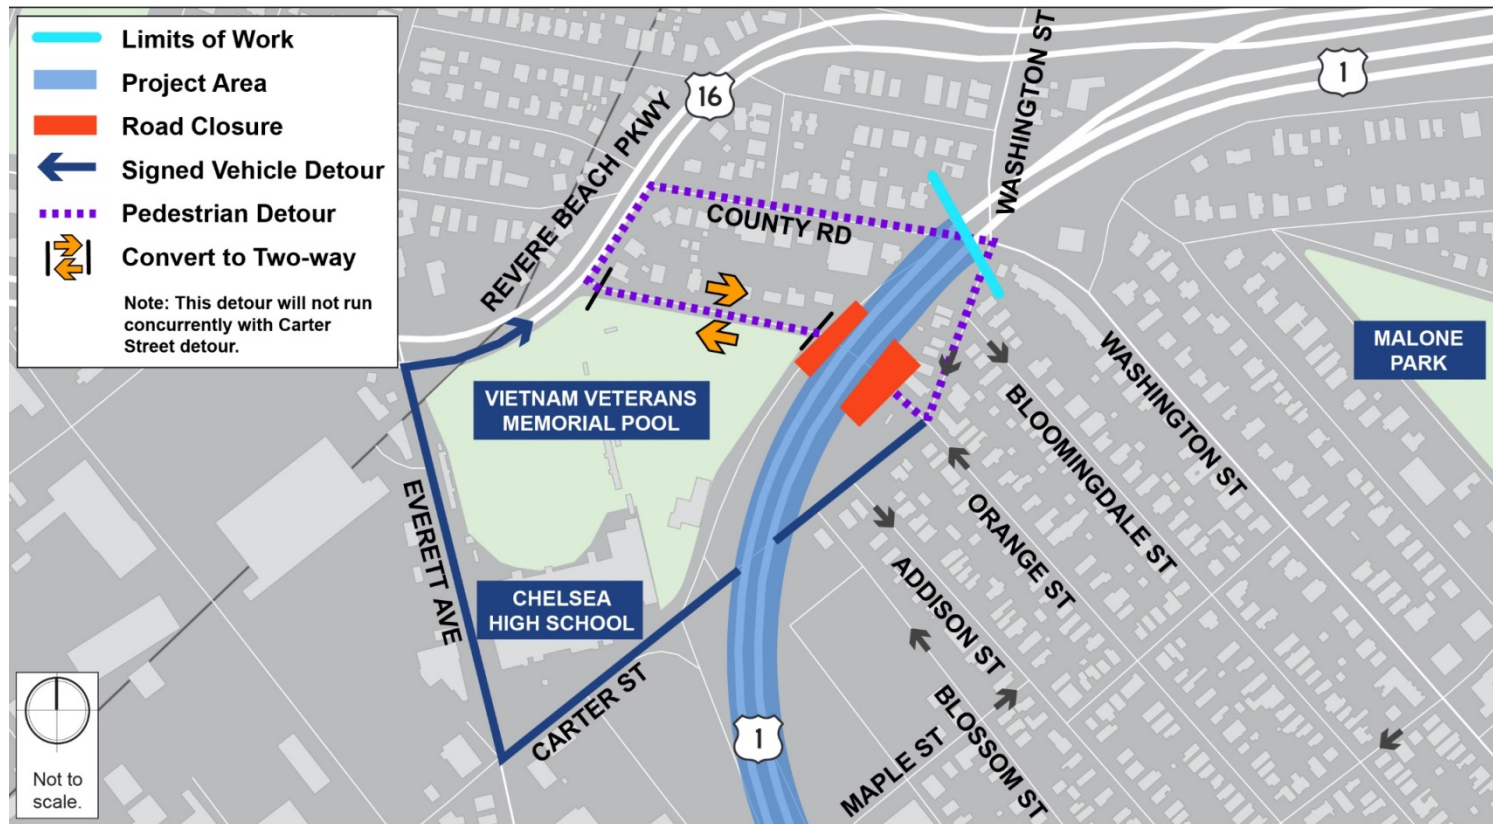 Limits of Work
Project Area
Road Closure
Signed Vehicle Detour
Pedestrian Detour
Convert to Two-way
Note: This detour will not run
concurrently with Carter
Street detour.
16
1
WASHINGTON ST
REVERE BEACH PKWY
COUNTY RD
MALONE
PARK
VIETNAM VETERANS
MEMORIAL POOL
WASHINGTON ST
BLOOMINGDALE ST
ORANGE ST
ADDISON ST
EVERETT AVE
CHELSEA
HIGH SCHOOL
CARTER ST
1
BLOSSOM ST
MAPLE ST
Not to
scale.